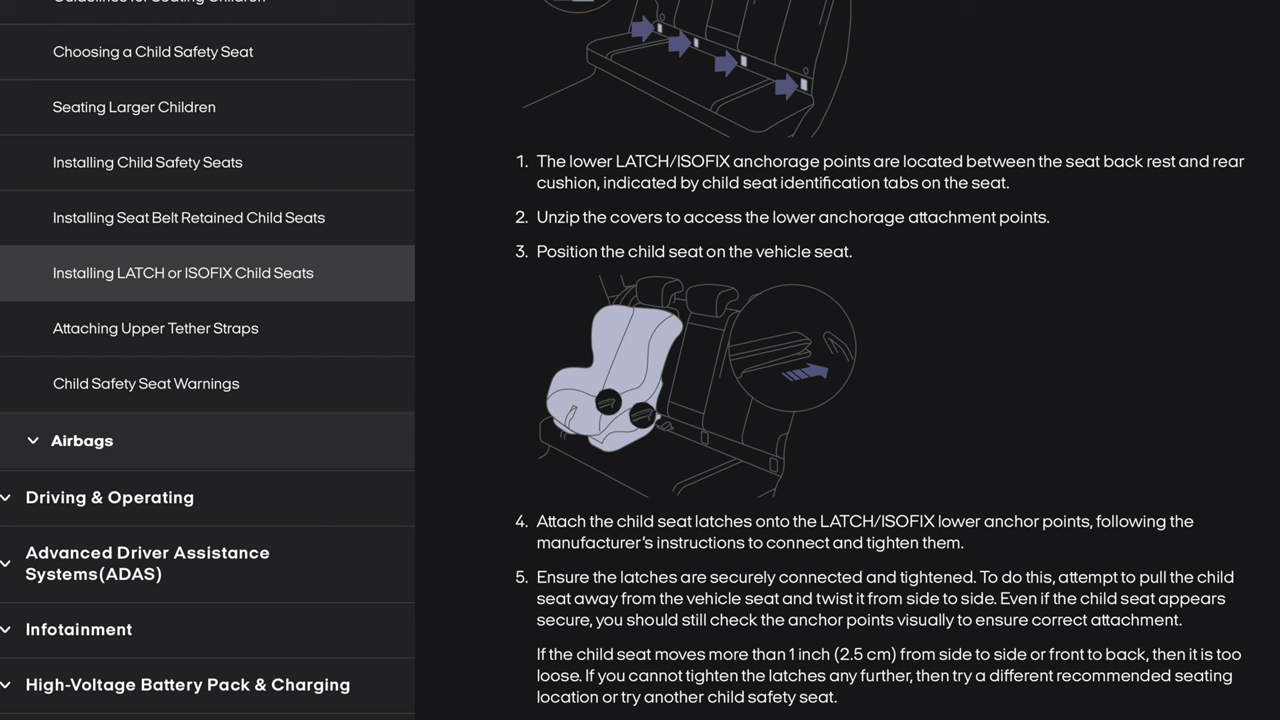 Guidelines for Seating Children
Choosing a Child Safety Seat
Seating Larger Children
Installing Child Safety Seats
Installing Seat Belt Retained Child Seats
Installing LATCH or ISOFIX Child Seats
Attaching Upper Tether Straps
Child Safety Seat Warnings
Airbags
Driving & Operating
Advanced Driver Assistance
Systems(ADAS)
Infotainment
High-Voltage Battery Pack & Charging
1. The lower LATCH/ISOFIX anchorage points are located between the seat back rest and rear
cushion, indicated by child seat identification tabs on the seat.
2. Unzip the covers to access the lower anchorage attachment points.
3. Position the child seat on the vehicle seat.
4. Attach the child seat latches onto the LATCH/ISOFIX lower anchor points, following the
manufacturer's instructions to connect and tighten them.
5. Ensure the latches are securely connected and tightened. To do this, attempt to pull the child
seat away from the vehicle seat and twist it from side to side. Even if the child seat appears
secure, you should still check the anchor points visually to ensure correct attachment.
If the child seat moves more than 1 inch (2.5 cm) from side to side or front to back, then it is too
loose. If you cannot tighten the latches any further, then try a different recommended seating
location or try another child safety seat.